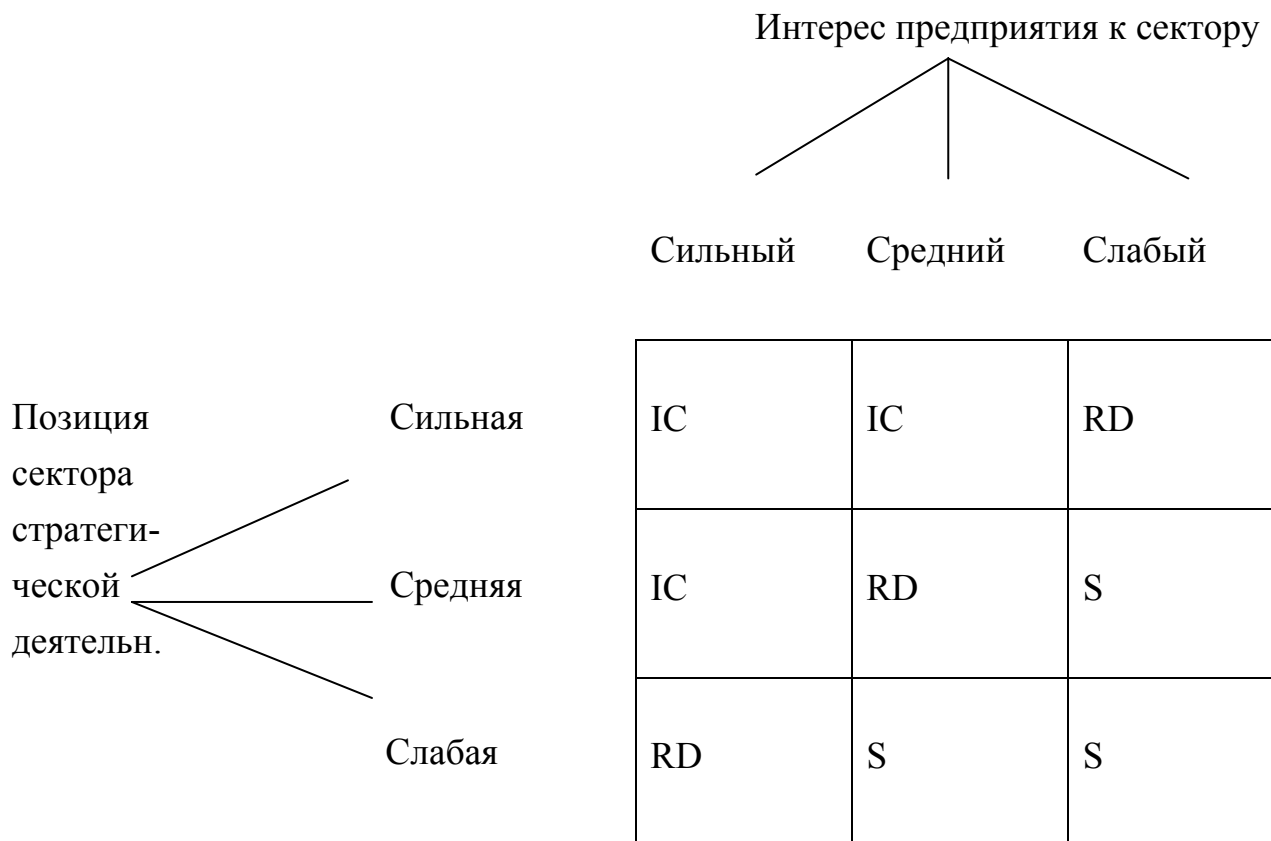 Интерес предприятия к сектору
Сильный Средний Слабый
Позиция Сильная IC IC RD
сектора
стратеги-
ческой Средняя IC RD S
деятельн.
Слабая RD S S